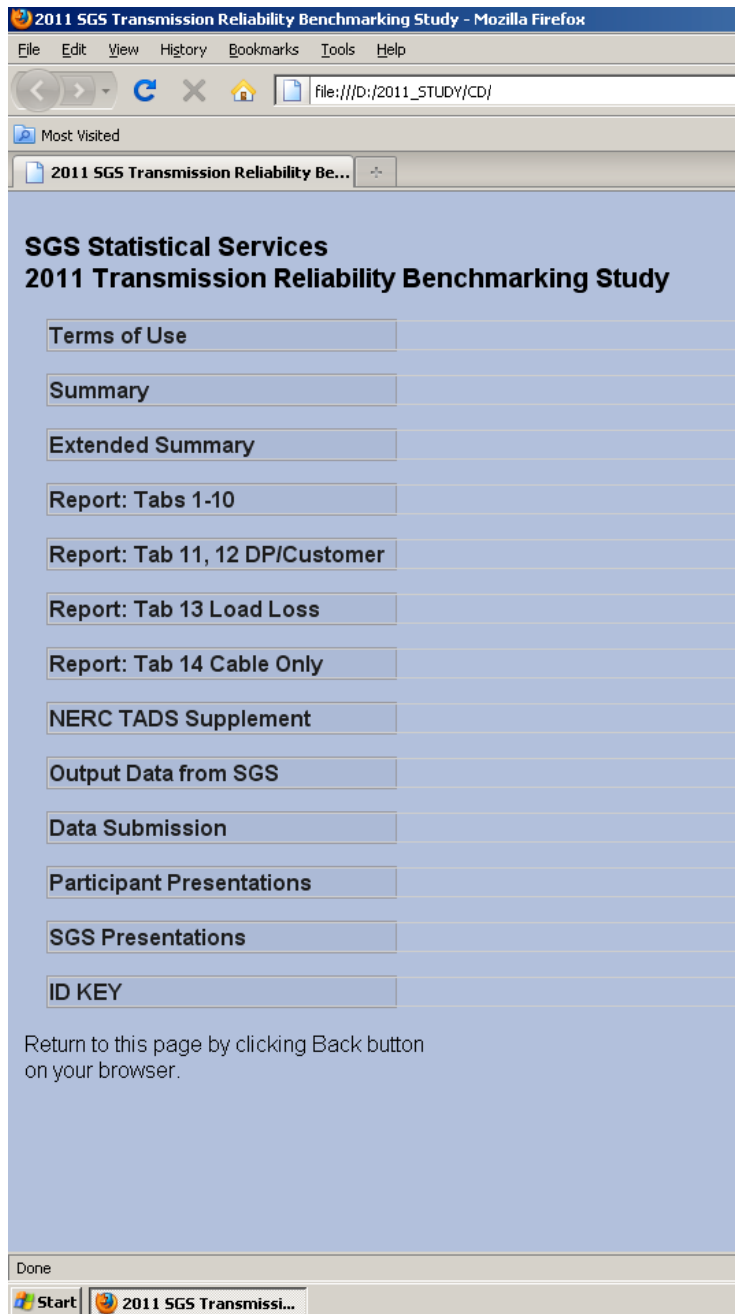 2011 SGS Transmission Reliability Benchmarking Study - Mozilla Firefox
File Edit View History Bookmarks Tools Help
file:///D:/2011_STUDY/CD/
Most Visited
2011 SGS Transmission Reliability Be...
SGS Statistical Services
2011 Transmission Reliability Benchmarking Study
Terms of Use
Summary
Extended Summary
Report: Tabs 1-10
Report: Tab 11, 12 DP/Customer
Report: Tab 13 Load Loss
Report: Tab 14 Cable Only
NERC TADS Supplement
Output Data from SGS
Data Submission
Participant Presentations
SGS Presentations
ID KEY
Return to this page by clicking Back button
on your browser.
Done
Start 2011 SGS Transmissi...